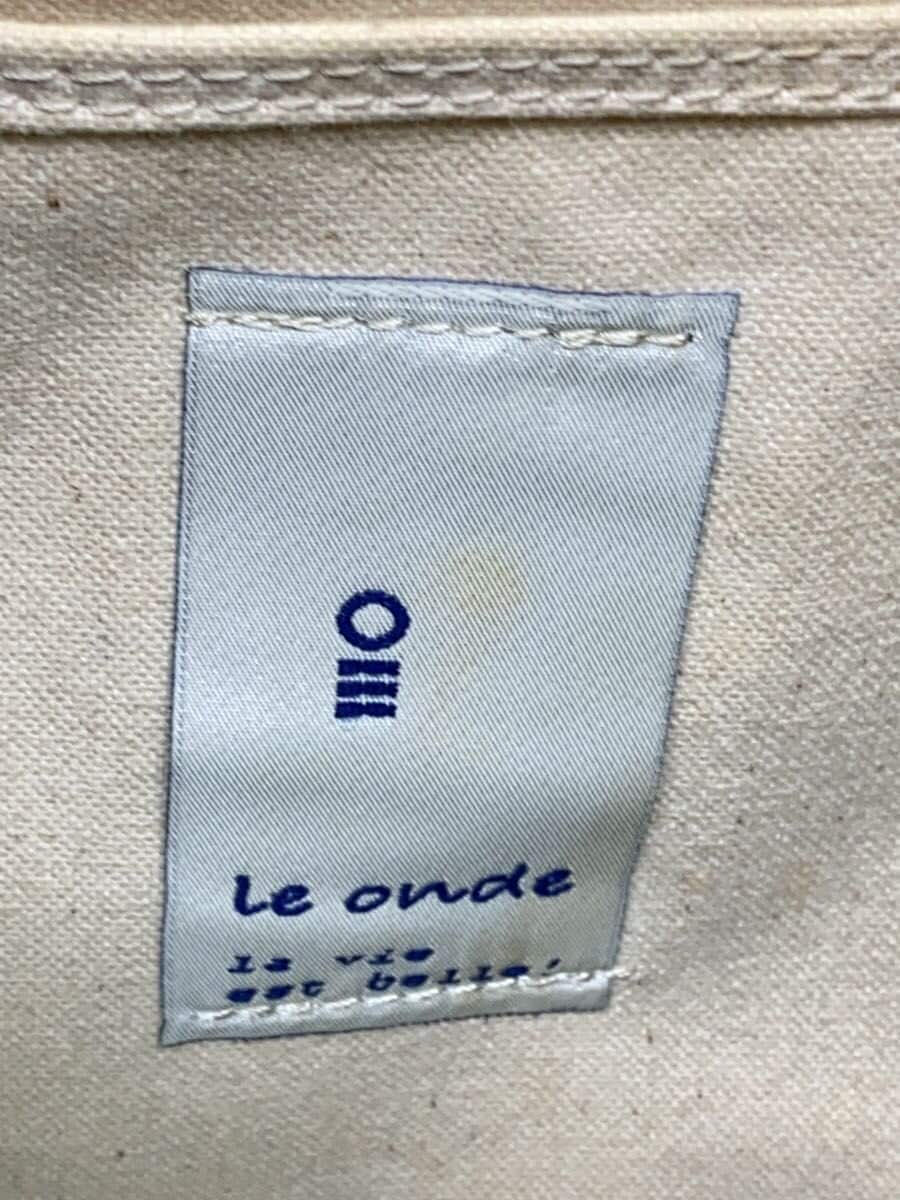 le onde
la vie
est belle,